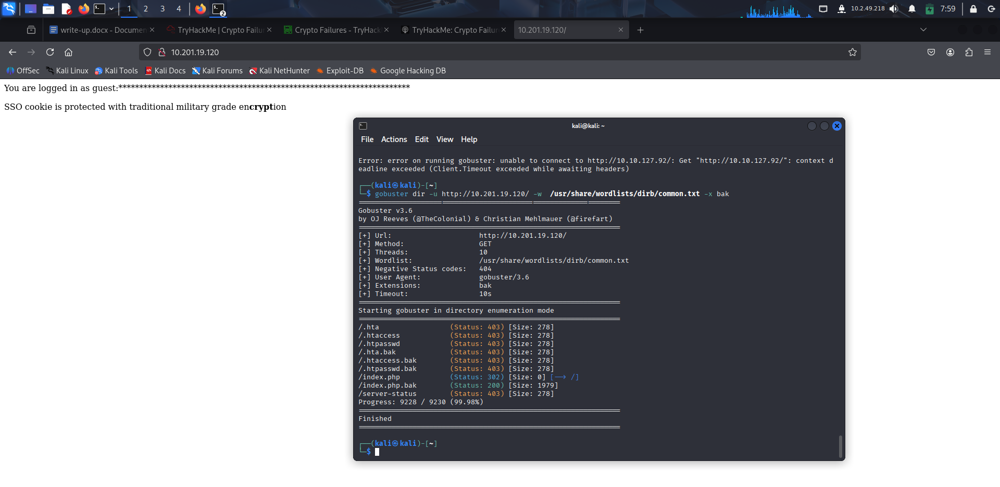 1 2 3 4 2 10.2.49.218 7:59
write-up.docx - Documen × TryHackMe | Crypto Failur × Crypto Failures - TryHack × TryHackMe: Crypto Failur × 10.201.19.120/ × +
10.201.19.120
OffSec Kali Linux Kali Tools Kali Docs Kali Forums Kali NetHunter Exploit-DB Google Hacking DB
You are logged in as guest:**********************************************************************
SSO cookie is protected with traditional military grade encryption
kali@kali: ~
File Actions Edit View Help
Error: error on running gobuster: unable to connect to http://10.10.127.92/: Get "http://10.10.127.92/": context d
eadline exceeded (Client.Timeout exceeded while awaiting headers)
┌──(kali㉿kali)-[~]
└─$ gobuster dir -u http://10.201.19.120/ -w  /usr/share/wordlists/dirb/common.txt -x bak
===============================================================
Gobuster v3.6
by OJ Reeves (@TheColonial) & Christian Mehlmauer (@firefart)
===============================================================
[+] Url:                     http://10.201.19.120/
[+] Method:                  GET
[+] Threads:                 10
[+] Wordlist:                /usr/share/wordlists/dirb/common.txt
[+] Negative Status codes:   404
[+] User Agent:              gobuster/3.6
[+] Extensions:              bak
[+] Timeout:                 10s
===============================================================
Starting gobuster in directory enumeration mode
===============================================================
/.hta                 (Status: 403) [Size: 278]
/.htaccess            (Status: 403) [Size: 278]
/.htpasswd            (Status: 403) [Size: 278]
/.hta.bak             (Status: 403) [Size: 278]
/.htaccess.bak        (Status: 403) [Size: 278]
/.htpasswd.bak        (Status: 403) [Size: 278]
/index.php            (Status: 302) [Size: 0] [--> /]
/index.php.bak        (Status: 200) [Size: 1979]
/server-status        (Status: 403) [Size: 278]
Progress: 9228 / 9230 (99.98%)
===============================================================
Finished
===============================================================
┌──(kali㉿kali)-[~]
└─$